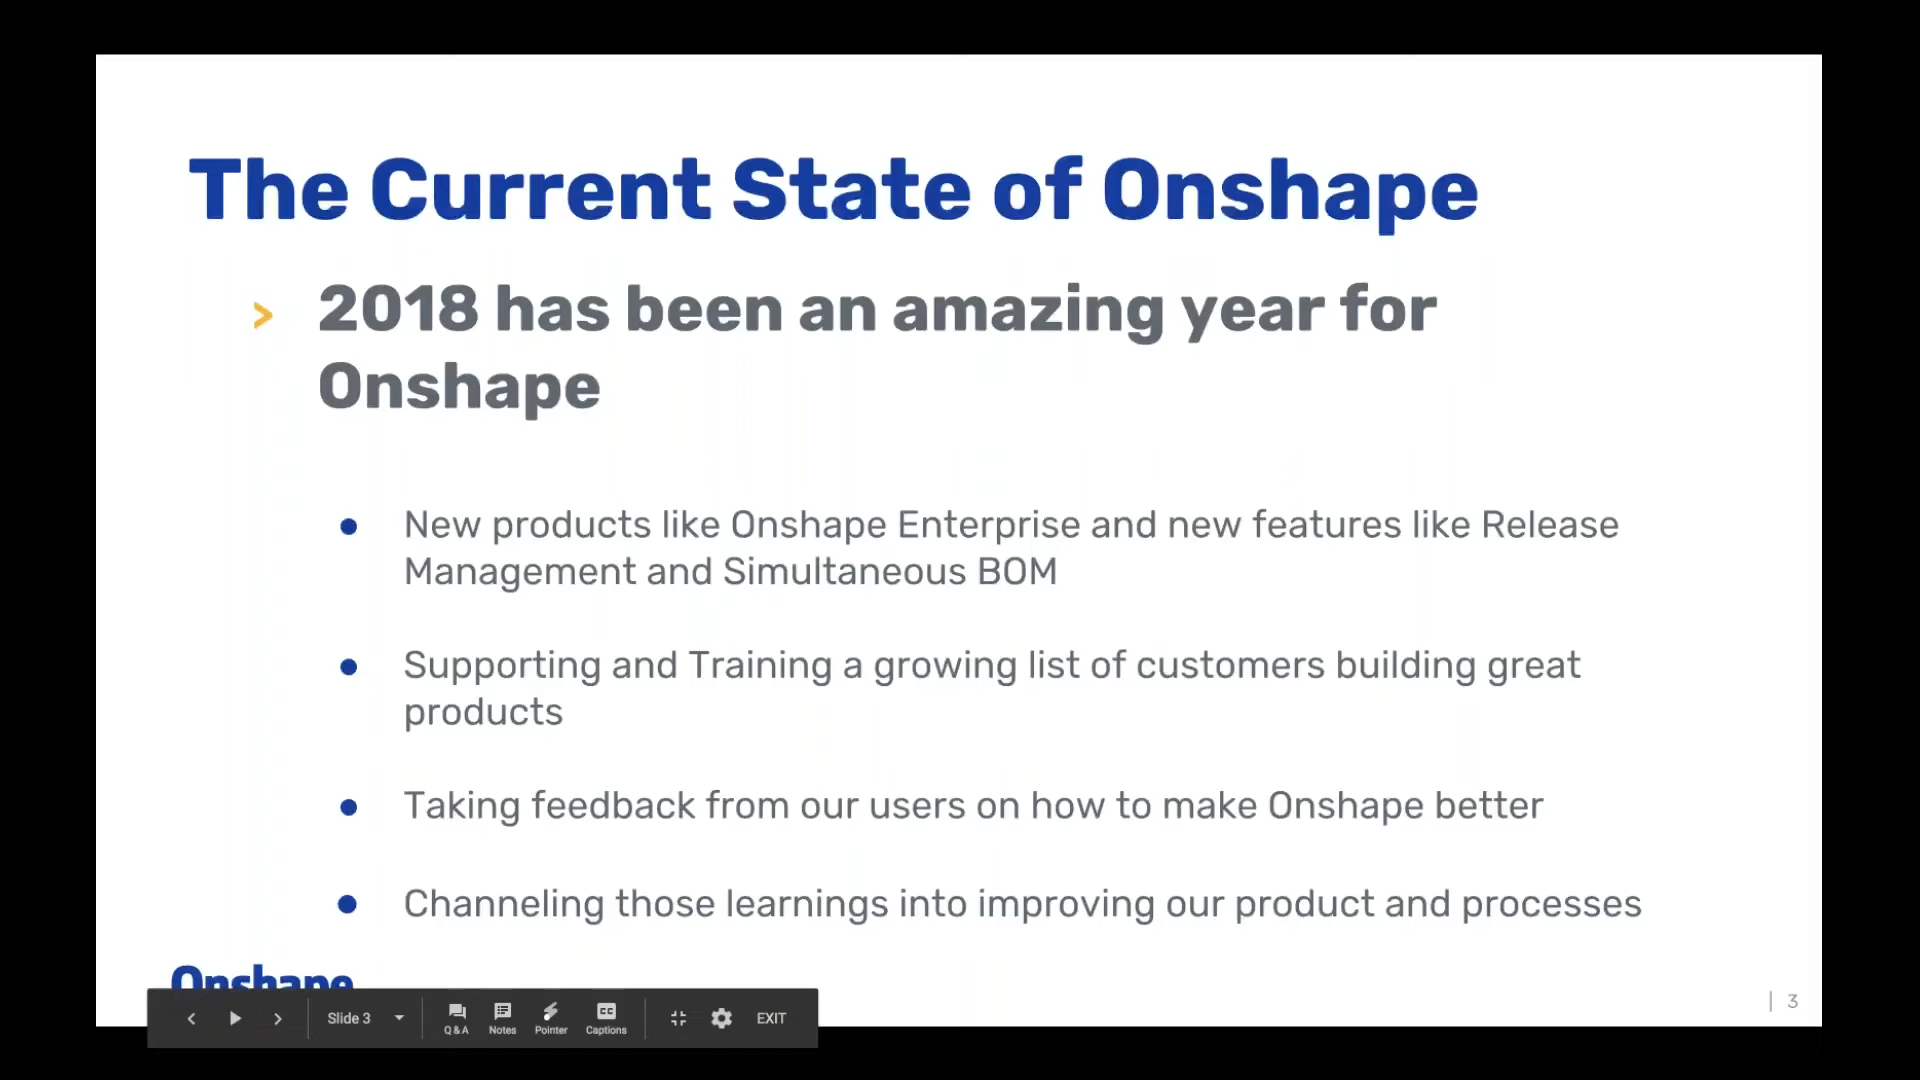 The Current State of Onshape
> 2018 has been an amazing year for
Onshape
● New products like Onshape Enterprise and new features like Release
Management and Simultaneous BOM
● Supporting and Training a growing list of customers building great
products
● Taking feedback from our users on how to make Onshape better
● Channeling those learnings into improving our product and processes
Onshape
| 3
Slide 3
Q & A
Notes
Pointer
CC
Captions
EXIT